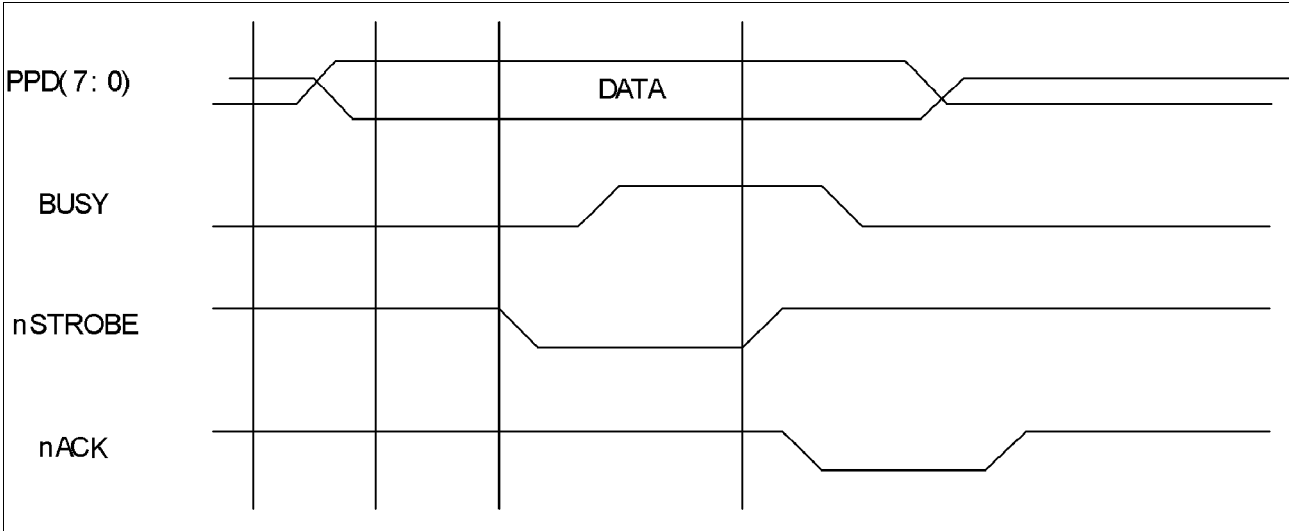 PPD(7:0)
DATA
BUSY
nSTROBE
nACK